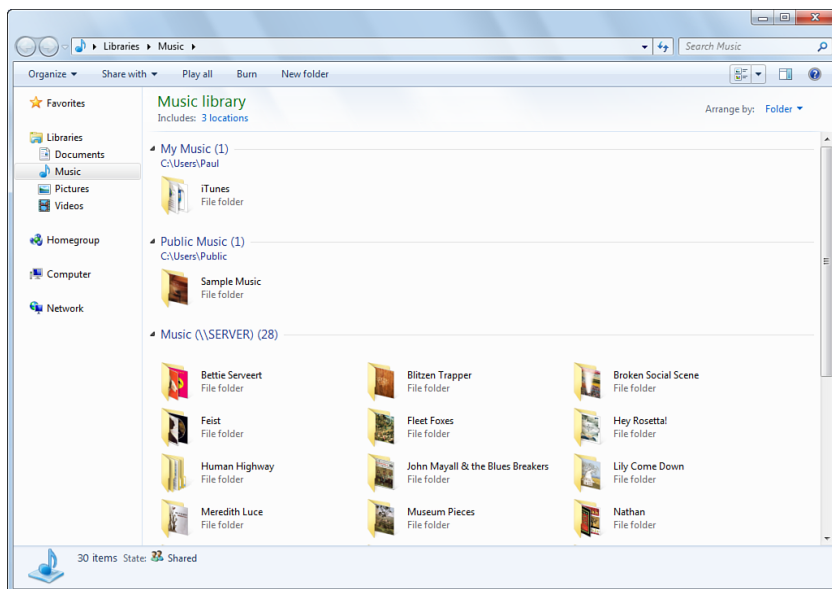 Libraries Music
Search Music
Organize Share with Play all Burn New folder
Favorites
Libraries
Documents
Music
Pictures
Videos
Homegroup
Computer
Network
Music library
Includes: 3 locations
Arrange by: Folder
My Music (1)
C:\Users\Paul
iTunes
File folder
Public Music (1)
C:\Users\Public
Sample Music
File folder
Music (\\SERVER) (28)
Bettie Serveert Blitzen Trapper Broken Social Scene
File folder File folder File folder
Feist Fleet Foxes Hey Rosetta!
File folder File folder File folder
Human Highway John Mayall & the Blues Breakers Lily Come Down
File folder File folder File folder
Meredith Luce Museum Pieces Nathan
File folder File folder File folder
30 items State: Shared